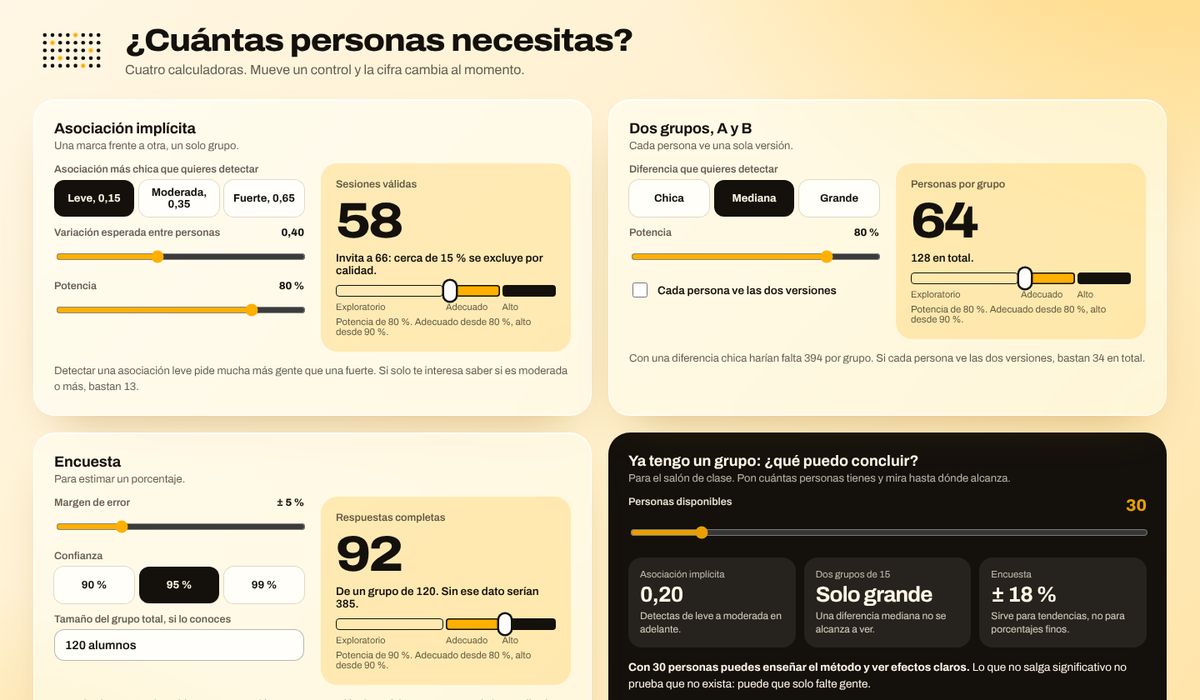 ¿Cuántas personas necesitas?
Cuatro calculadoras. Mueve un control y la cifra cambia al momento.
Asociación implícita
Una marca frente a otra, un solo grupo.
Asociación más chica que quieres detectar
Leve, 0,15
Moderada,
0,35
Fuerte, 0,65
Variación esperada entre personas
0,40
Potencia
80 %
Sesiones válidas
58
Invita a 66: cerca de 15 % se excluye por
calidad.
Exploratorio
Adecuado
Alto
Potencia de 80 %. Adecuado desde 80 %, alto
desde 90 %.
Detectar una asociación leve pide mucha más gente que una fuerte. Si solo te interesa saber si es moderada
o más, bastan 13.
Dos grupos, A y B
Cada persona ve una sola versión.
Diferencia que quieres detectar
Chica
Mediana
Grande
Potencia
80 %
Cada persona ve las dos versiones
Personas por grupo
64
128 en total.
Exploratorio
Adecuado
Alto
Potencia de 80 %. Adecuado desde 80 %, alto
desde 90 %.
Con una diferencia chica harían falta 394 por grupo. Si cada persona ve las dos versiones, bastan 34 en total.
Encuesta
Para estimar un porcentaje.
Margen de error
± 5 %
Confianza
90 %
95 %
99 %
Tamaño del grupo total, si lo conoces
120 alumnos
Respuestas completas
92
De un grupo de 120. Sin ese dato serían
385.
Exploratorio
Adecuado
Alto
Potencia de 90 %. Adecuado desde 80 %, alto
desde 90 %.
Ya tengo un grupo: ¿qué puedo concluir?
Para el salón de clase. Pon cuántas personas tienes y mira hasta dónde alcanza.
Personas disponibles
30
Asociación implícita
0,20
Detectas de leve a moderada en
adelante.
Dos grupos de 15
Solo grande
Una diferencia mediana no se
alcanza a ver.
Encuesta
± 18 %
Sirve para tendencias, no para
porcentajes finos.
Con 30 personas puedes enseñar el método y ver efectos claros. Lo que no salga significativo no
prueba que no exista: puede que solo falte gente.